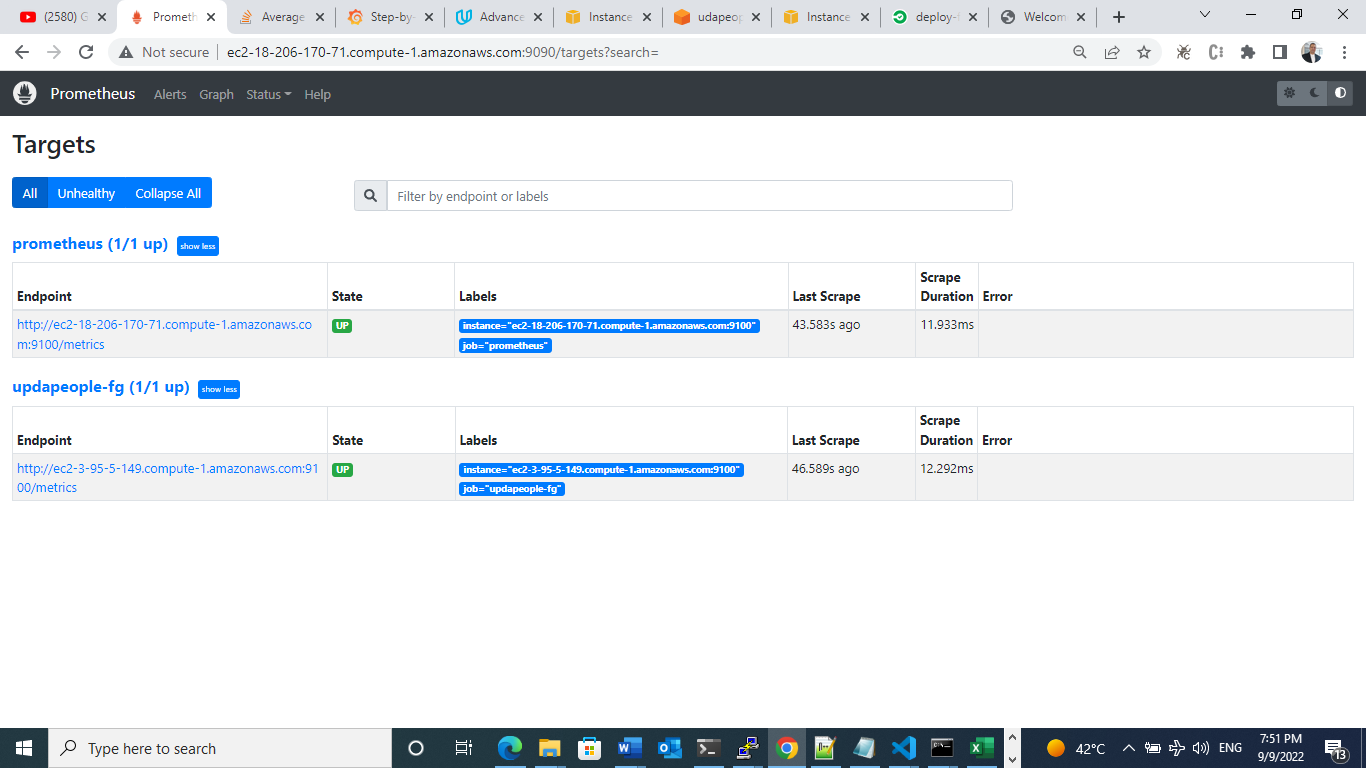 (2580) G
Prometh
Average
Step-by-
Advance
Instance
udapeop
Instance
deploy-
Welcom
Not secure
ec2-18-206-170-71.compute-1.amazonaws.com:9090/targets?search=
Prometheus Alerts Graph Status Help
Targets
All Unhealthy Collapse All
Filter by endpoint or labels
prometheus (1/1 up) show less
Endpoint State Labels Last Scrape Scrape Duration Error
http://ec2-18-206-170-71.compute-1.amazonaws.co
m:9100/metrics
UP
instance="ec2-18-206-170-71.compute-1.amazonaws.com:9100"
job="prometheus"
43.583s ago
11.933ms
updapeople-fg (1/1 up) show less
Endpoint State Labels Last Scrape Scrape Duration Error
http://ec2-3-95-5-149.compute-1.amazonaws.com:91
00/metrics
UP
instance="ec2-3-95-5-149.compute-1.amazonaws.com:9100"
job="updapeople-fg"
46.589s ago
12.292ms
Type here to search
42°C
ENG
7:51 PM
9/9/2022
13